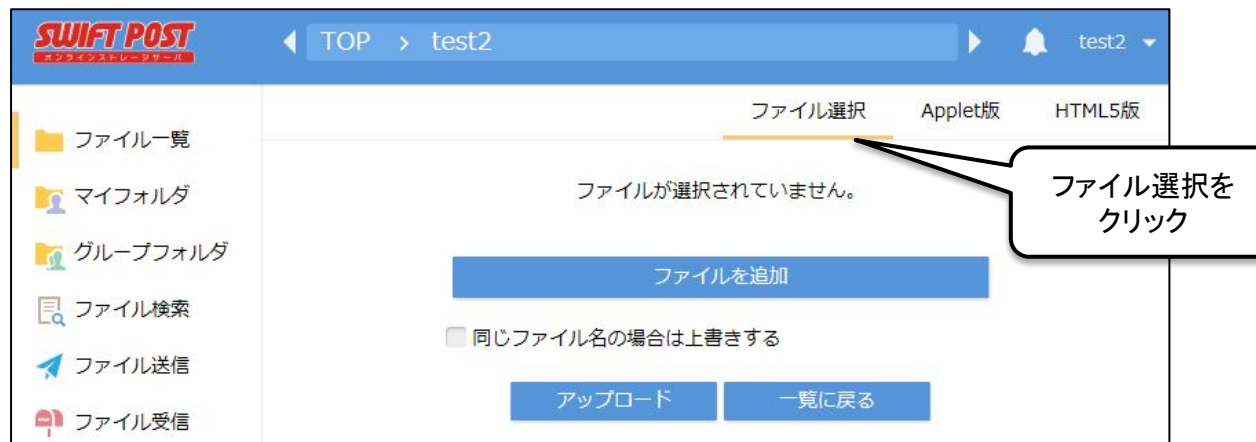 SWIFT POST
オンラインストレージサーバ
TOP > test2
test2
ファイル選択 Applet版 HTML5版
ファイル一覧
マイフォルダ
グループフォルダ
ファイル検索
ファイル送信
ファイル受信
ファイルが選択されていません。
ファイルを追加
同じファイル名の場合は上書きする
アップロード 一覧に戻る
ファイル選択を
クリック